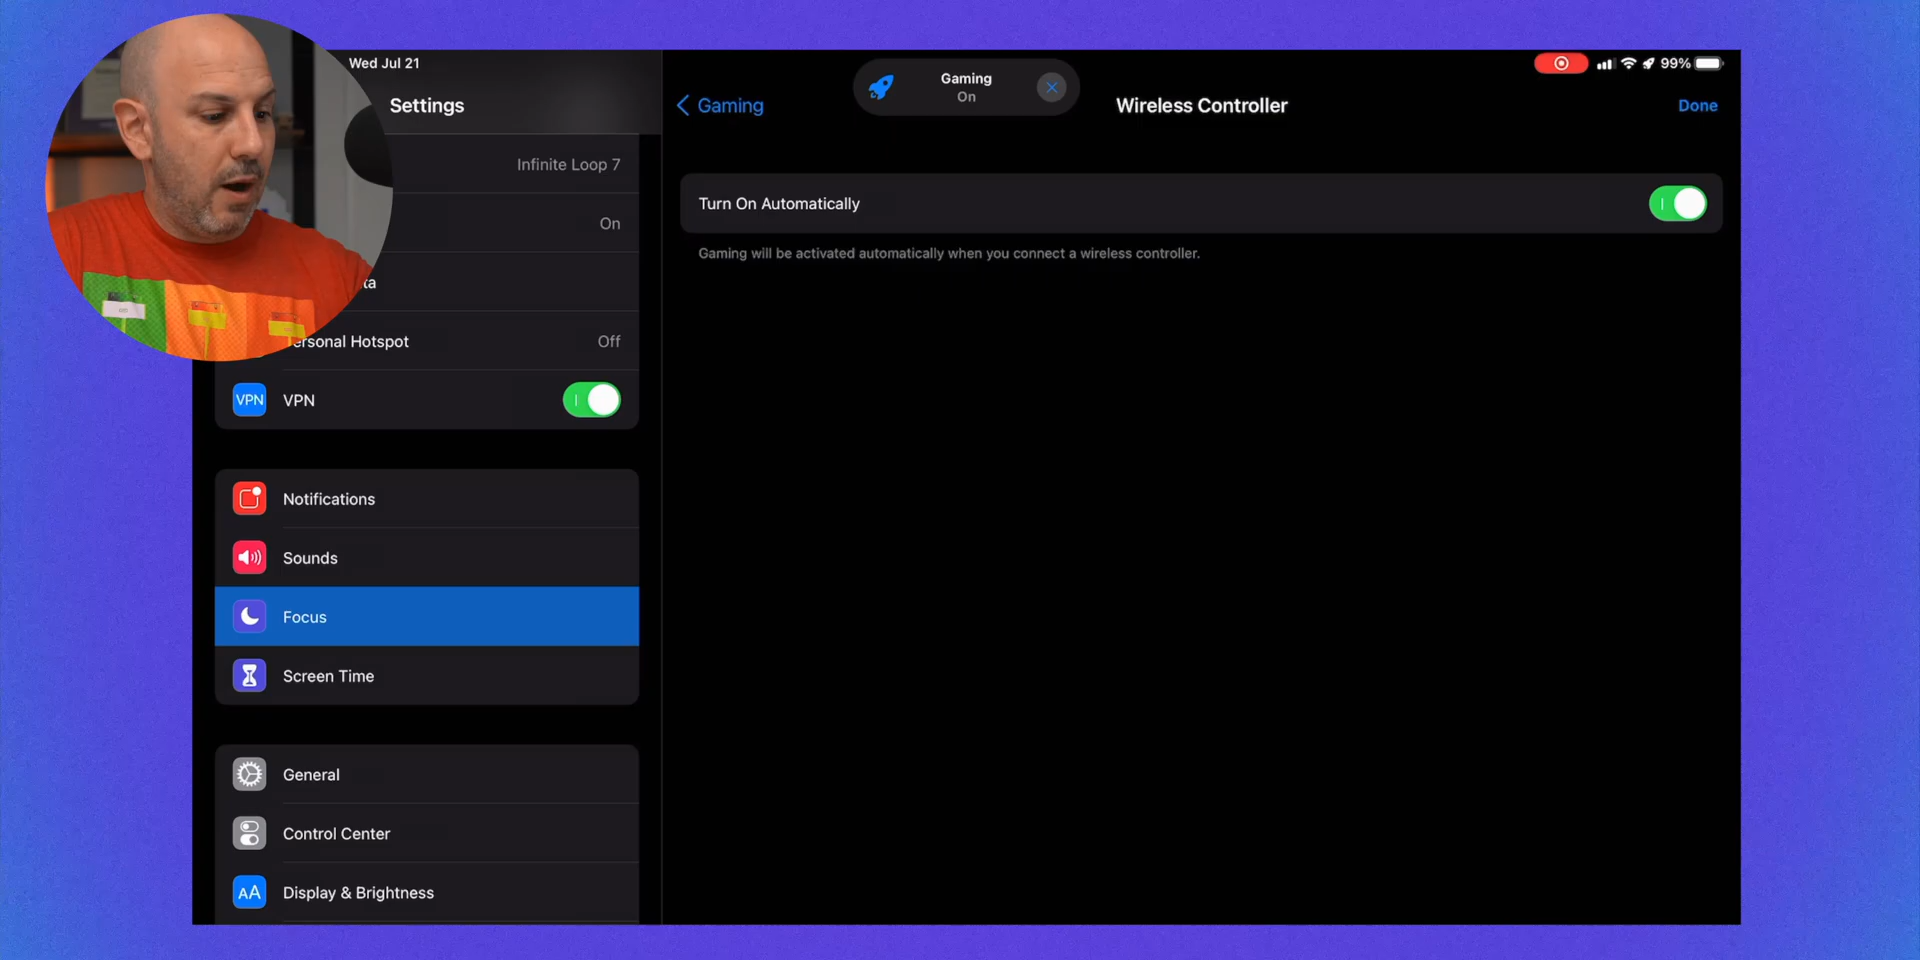 Wed Jul 21
Settings
Infinite Loop 7
On
ta
ersonal Hotspot
Off
VPN
VPN
Notifications
Sounds
Focus
Screen Time
General
Control Center
AA
Display & Brightness
Gaming
Gaming
On
Wireless Controller
99%
Done
Turn On Automatically
Gaming will be activated automatically when you connect a wireless controller.